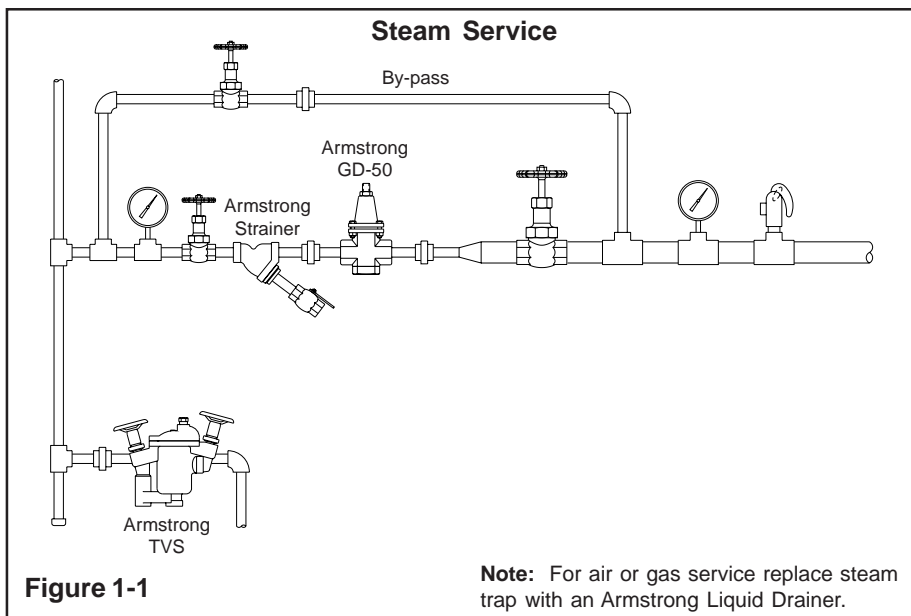 Steam Service
By-pass
Armstrong
GD-50
Armstrong
Strainer
Armstrong
TVS
Figure 1-1
Note: For air or gas service replace steam
trap with an Armstrong Liquid Drainer.